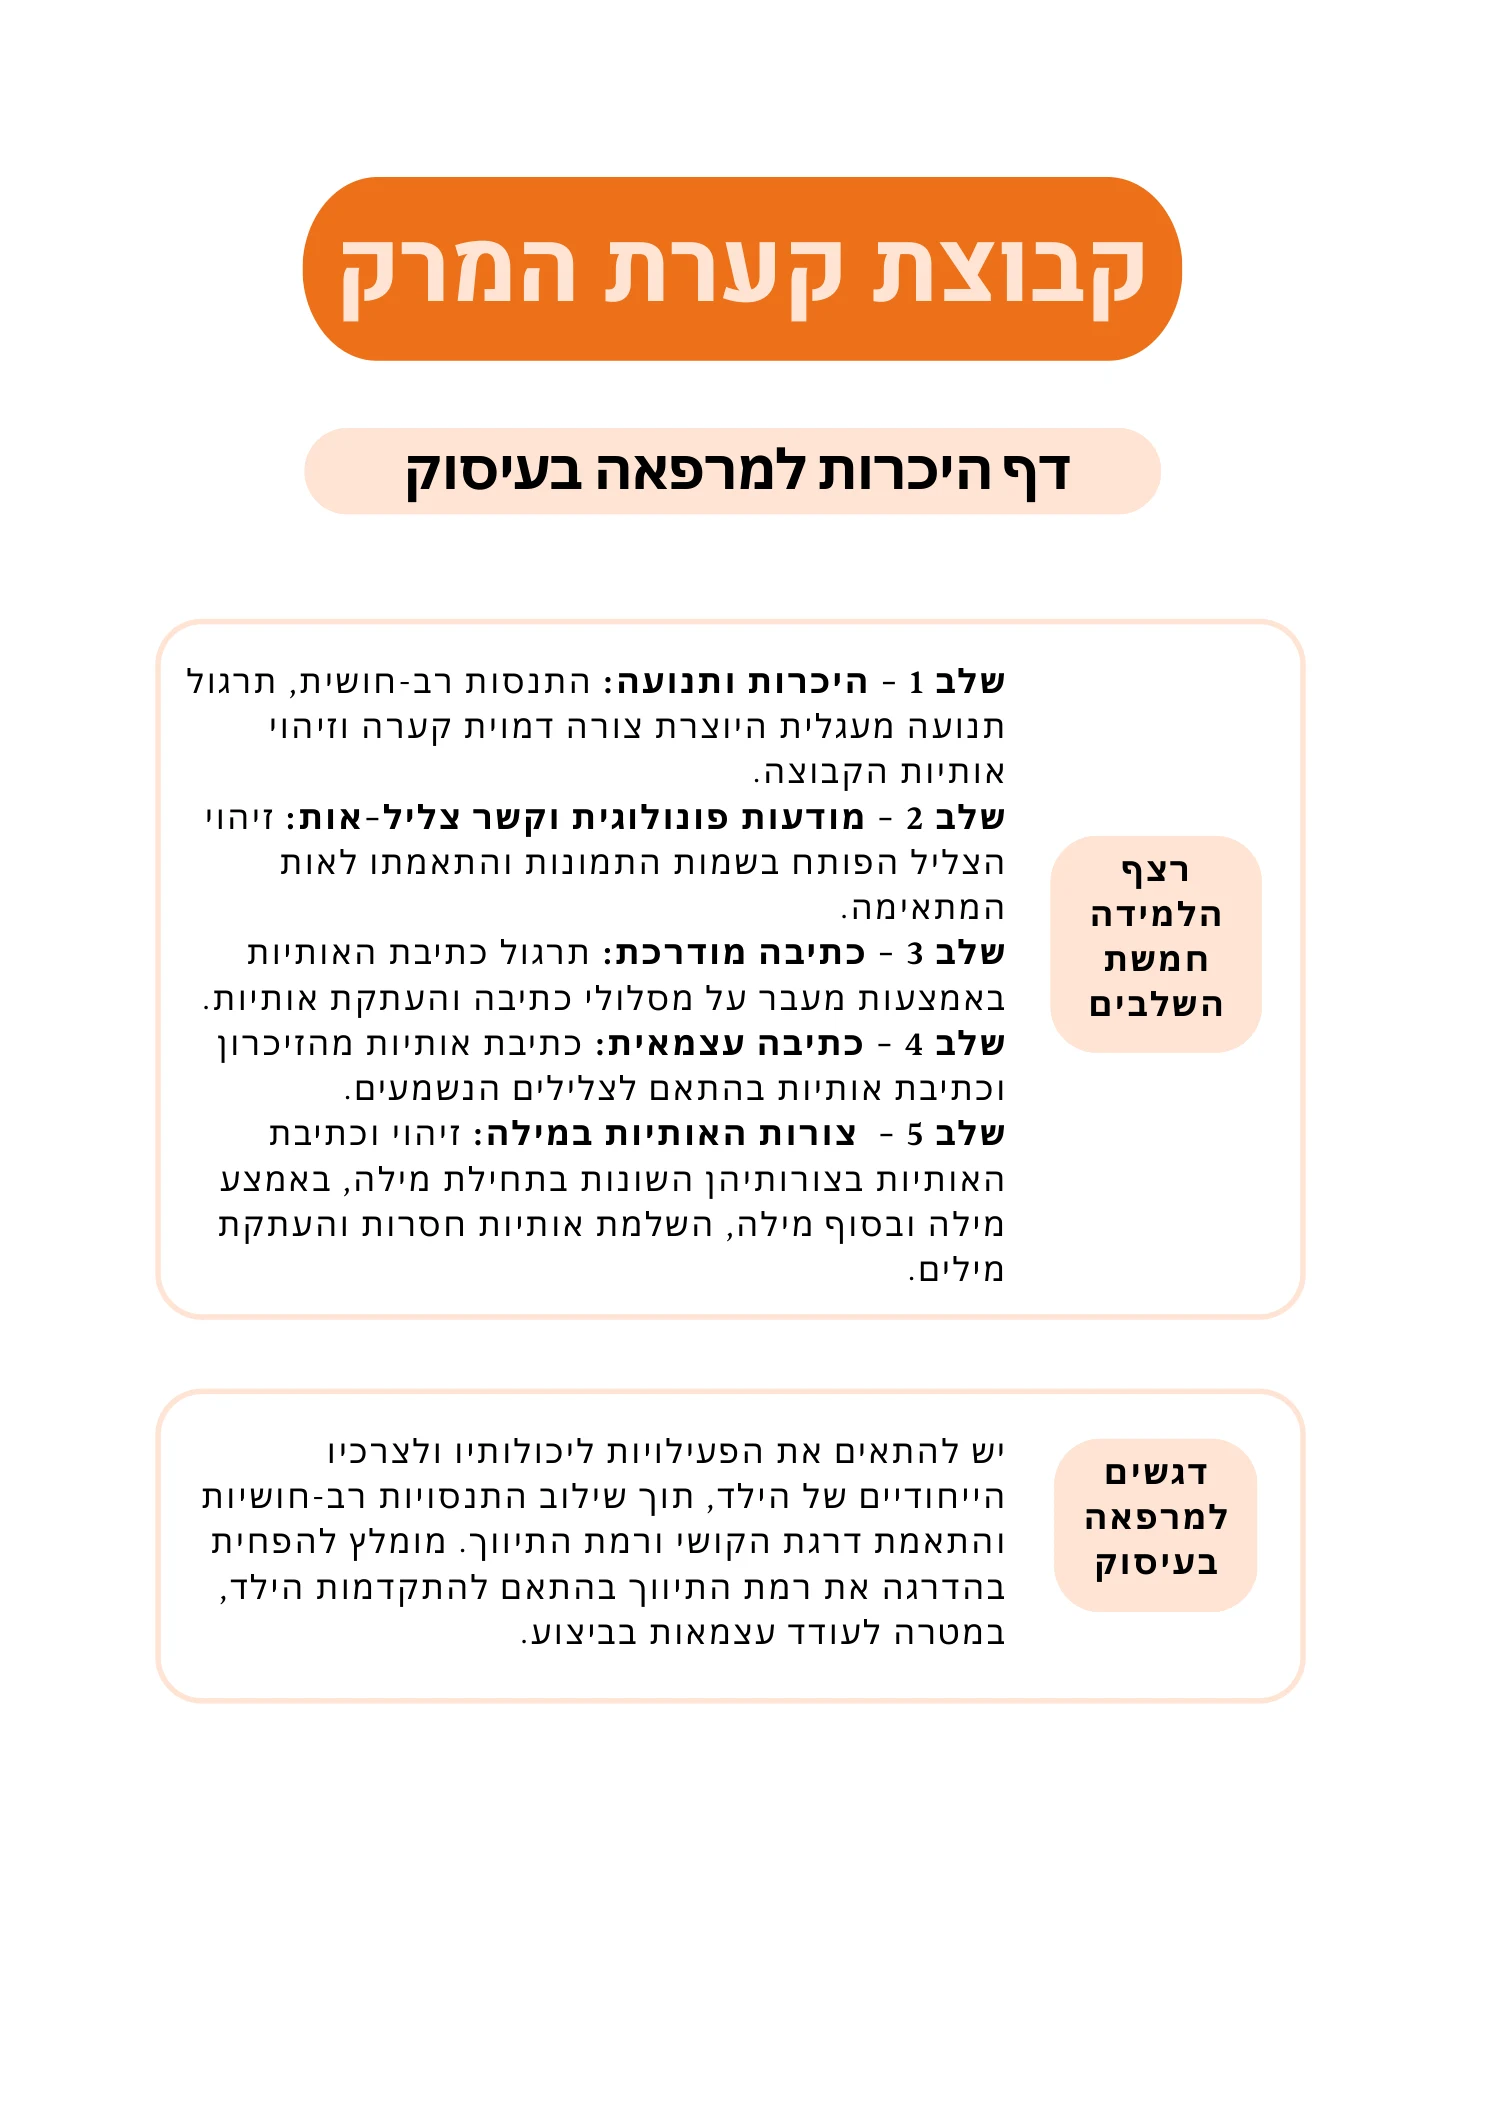 קבוצת קערת המרק
דף היכרות למרפאה בעיסוק
רצף
הלמידה
חמשת
השלבים
שלב 1 - היכרות ותנועה: התנסות רב-חושית, תרגול
תנועה מעגלית היוצרת צורה דמוית קערה וזיהוי
אותיות הקבוצה.
שלב 2 - מודעות פונולוגית וקשר צליל-אות: זיהוי
הצליל הפותח בשמות התמונות והתאמתו לאות
המתאימה.
שלב 3 - כתיבה מודרכת: תרגול כתיבת האותיות
באמצעות מעבר על מסלולי כתיבה והעתקת אותיות.
שלב 4 - כתיבה עצמאית: כתיבת אותיות מהזיכרון
וכתיבת אותיות בהתאם לצלילים הנשמעים.
שלב 5 - צורות האותיות במילה: זיהוי וכתיבת
האותיות בצורותיהן השונות בתחילת מילה, באמצע
מילה ובסוף מילה, השלמת אותיות חסרות והעתקת
מילים.
דגשים
למרפאה
בעיסוק
יש להתאים את הפעילויות ליכולותיו ולצרכיו
הייחודיים של הילד, תוך שילוב התנסויות רב-חושיות
והתאמת דרגת הקושי ורמת התיווך. מומלץ להפחית
בהדרגה את רמת התיווך בהתאם להתקדמות הילד,
במטרה לעודד עצמאות בביצוע.